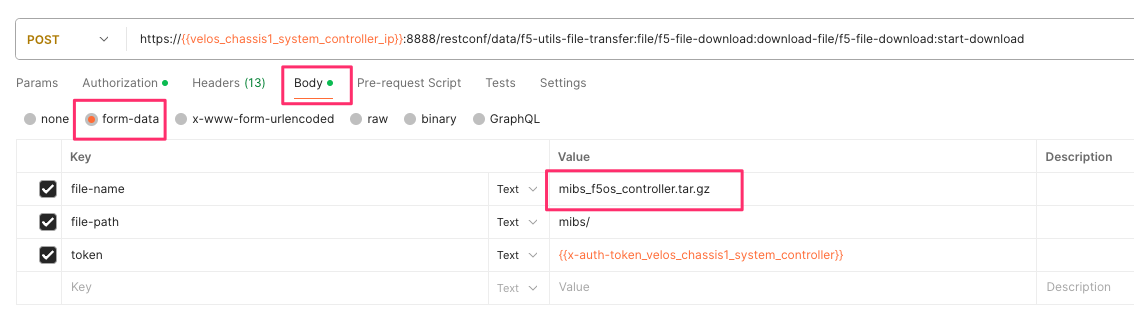 POST https://{{velos_chassis1_system_controller_ip}}:8888/restconf/data/f5-utils-file-transfer:file/f5-file-download:download-file/f5-file-download:start-download
Params Authorization Headers (13) Body Pre-request Script Tests Settings
none form-data x-www-form-urlencoded raw binary GraphQL
Key Value Description
file-name Text mibs_f5os_controller.tar.gz
file-path Text mibs/
token Text {{x-auth-token_velos_chassis1_system_controller}}
Key Text Value Description